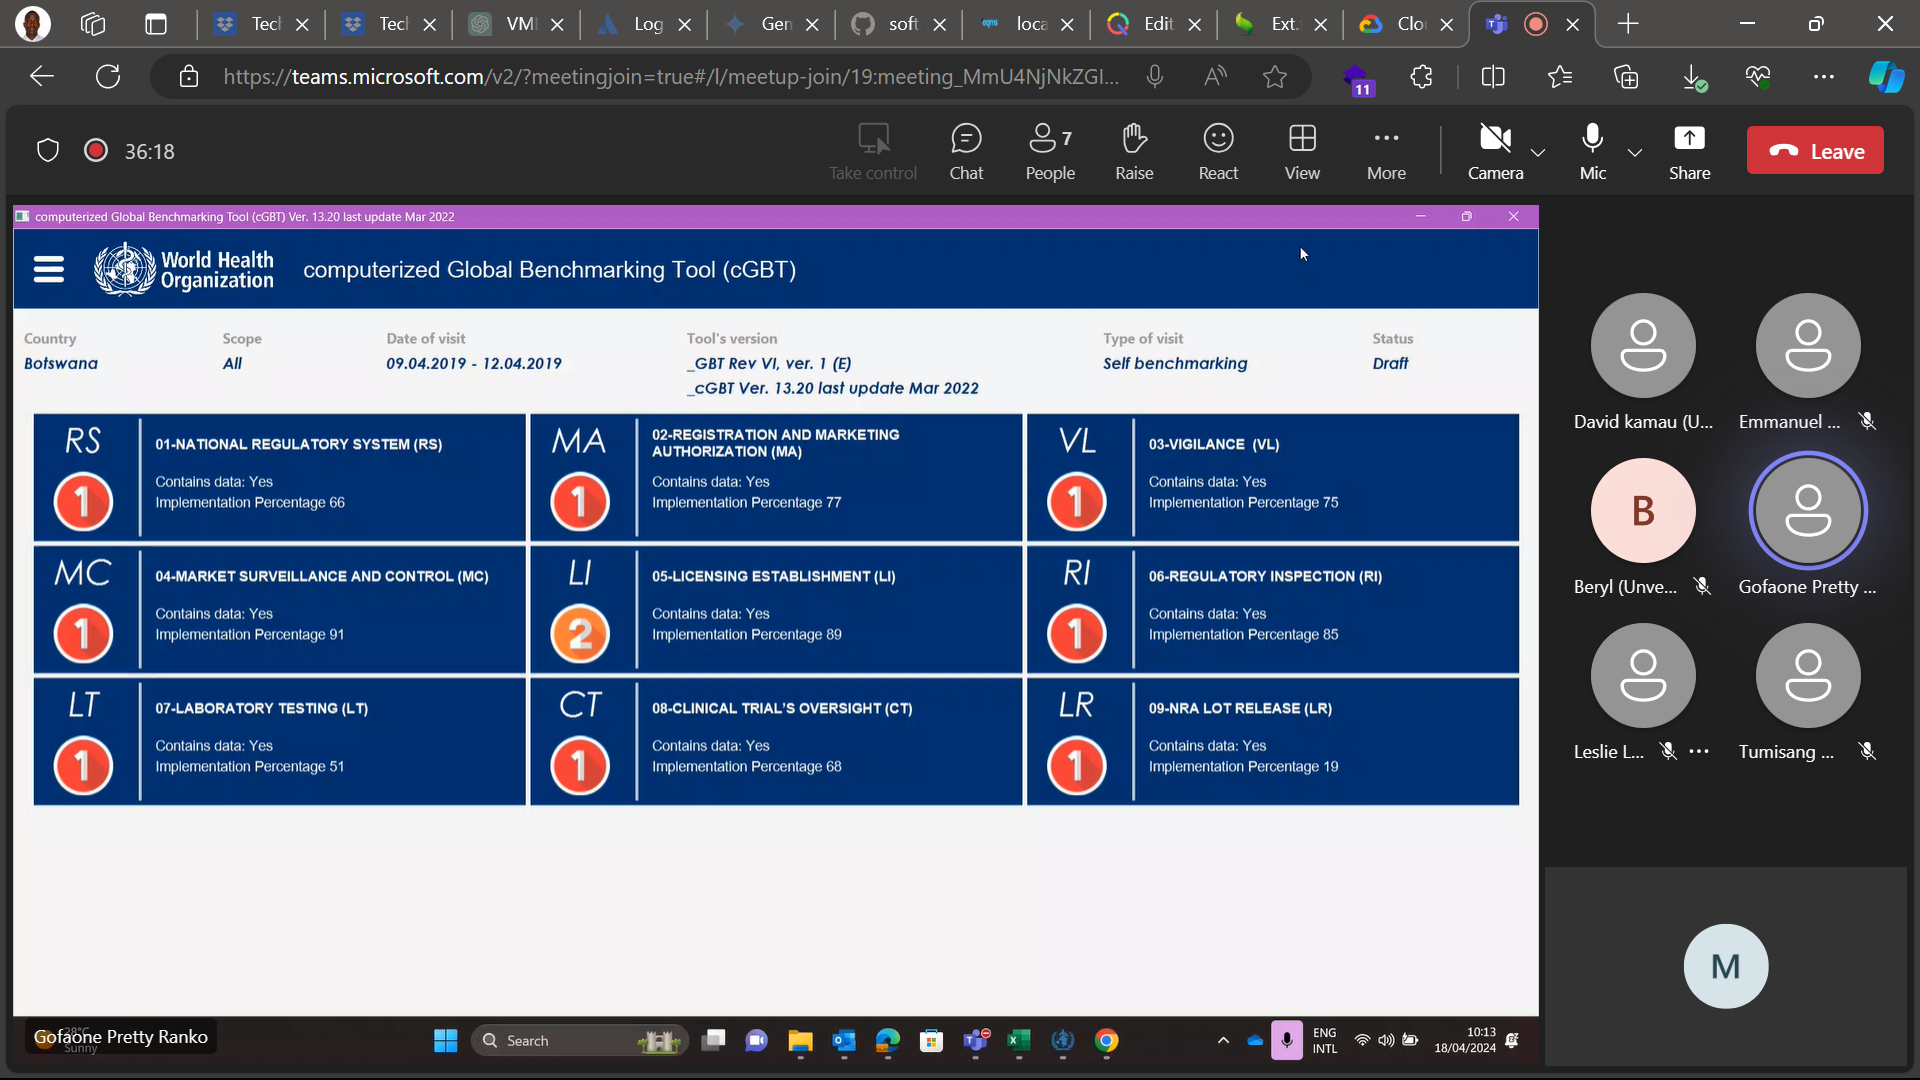 Tecl
Tecl
VMI
Log
Gen
soft
loca
Edit
Ext.
Clo
https://teams.microsoft.com/v2/?meetingjoin=true#/l/meetup-join/19:meeting_MmU4NjNkZGI...
11
36:18
Take control
Chat
7
People
Raise
React
View
More
Camera
Mic
Share
Leave
computerized Global Benchmarking Tool (cGBT) Ver. 13.20 last update Mar 2022
World Health
Organization
computerized Global Benchmarking Tool (cGBT)
Country
Scope
Date of visit
Tool's version
Type of visit
Status
Botswana
All
09.04.2019 - 12.04.2019
_GBT Rev VI, ver. 1 (E)
Self benchmarking
Draft
_cGBT Ver. 13.20 last update Mar 2022
RS
01-NATIONAL REGULATORY SYSTEM (RS)
1
Contains data: Yes
Implementation Percentage 66
MA
02-REGISTRATION AND MARKETING
AUTHORIZATION (MA)
1
Contains data: Yes
Implementation Percentage 77
VL
03-VIGILANCE (VL)
1
Contains data: Yes
Implementation Percentage 75
MC
04-MARKET SURVEILLANCE AND CONTROL (MC)
1
Contains data: Yes
Implementation Percentage 91
LI
05-LICENSING ESTABLISHMENT (LI)
2
Contains data: Yes
Implementation Percentage 89
RI
06-REGULATORY INSPECTION (RI)
1
Contains data: Yes
Implementation Percentage 85
LT
07-LABORATORY TESTING (LT)
1
Contains data: Yes
Implementation Percentage 51
CT
08-CLINICAL TRIAL'S OVERSIGHT (CT)
1
Contains data: Yes
Implementation Percentage 68
LR
09-NRA LOT RELEASE (LR)
1
Contains data: Yes
Implementation Percentage 19
David kamau (U...
Emmanuel ...
B
Beryl (Unve...
Gofaone Pretty ...
Leslie L...
Tumisang ...
M
28°C
Sunny
Gofaone Pretty Ranko
Search
ENG
INTL
10:13
18/04/2024